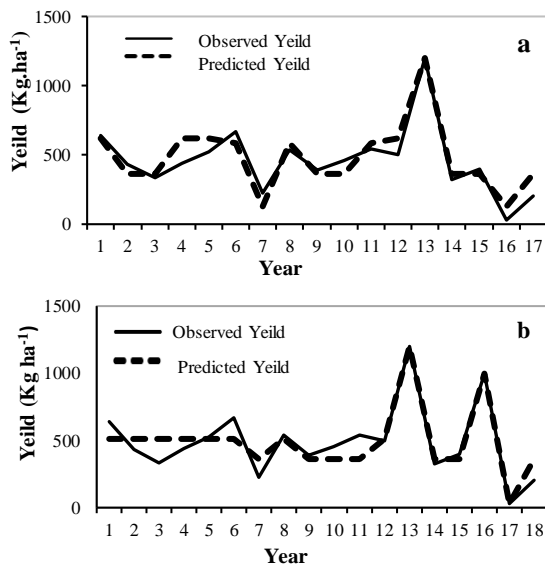 1500
a
Observed Yeild
Predicted Yeild
1000
500
0
Yeild (Kg.ha⁻¹)
1 2 3 4 5 6 7 8 9 10 11 12 13 14 15 16 17
Year
1500
b
Observed Yeild
Predicted Yeild
1000
500
0
Yeild (Kg ha⁻¹)
1 2 3 4 5 6 7 8 9 10 11 12 13 14 15 16 17 18
Year